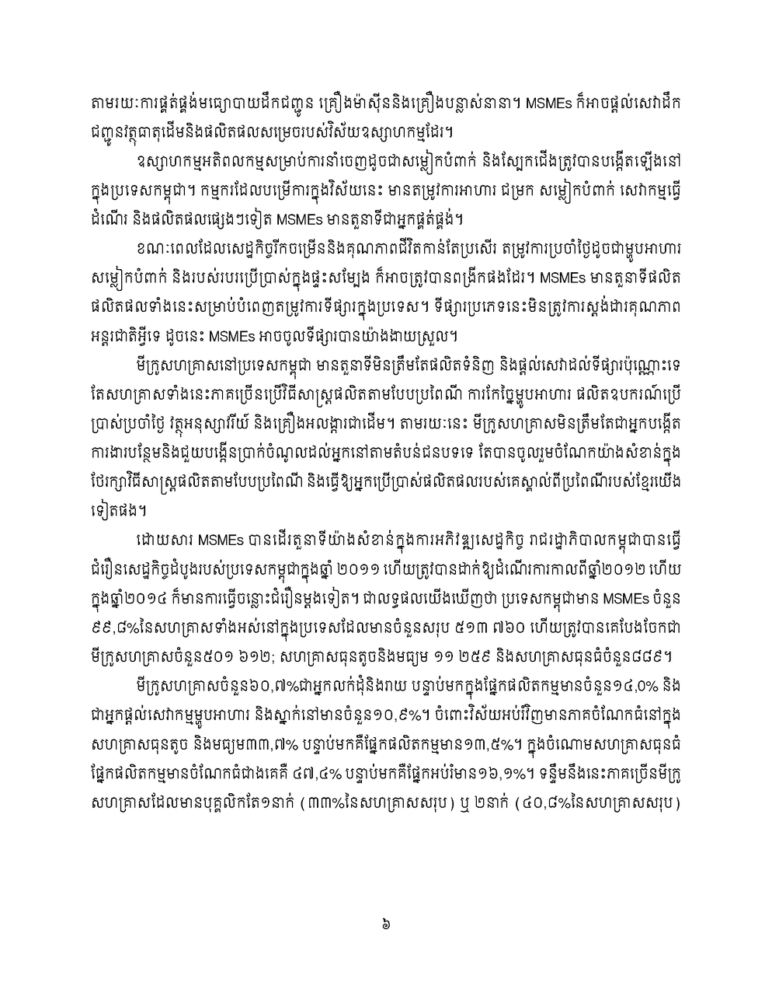 តាមរយៈការផ្គត់ផ្គង់មធ្យោបាយដឹកជញ្ជូន គ្រឿងម៉ាស៊ីននិងគ្រឿងបន្លាស់នានា។ MSMEs ក៏អាចផ្តល់សេវាដឹក
ជញ្ជូនវត្ថុធាតុដើមនិងផលិតផលសម្រេចរបស់វិស័យឧស្សាហកម្មដែរ។
ឧស្សាហកម្មអតិពលកម្មសម្រាប់ការនាំចេញដូចជាសម្លៀកបំពាក់ និងស្បែកជើងត្រូវបានបង្កើតឡើងនៅ
ក្នុងប្រទេសកម្ពុជា។ កម្មករដែលបម្រើការក្នុងវិស័យនេះ មានតម្រូវការអាហារ ជម្រក សម្លៀកបំពាក់ សេវាកម្មធ្វើ
ដំណើរ និងផលិតផលផ្សេងៗទៀត MSMEs មានតួនាទីជាអ្នកផ្គត់ផ្គង់។
ខណៈពេលដែលសេដ្ឋកិច្ចរីកចម្រើននិងគុណភាពជីវិតកាន់តែប្រសើរ តម្រូវការប្រចាំថ្ងៃដូចជាម្ហូបអាហារ
សម្លៀកបំពាក់ និងរបស់របរប្រើប្រាស់ក្នុងផ្ទះសម្បែង ក៏អាចត្រូវបានពង្រីកផងដែរ។ MSMEs មានតួនាទីផលិត
ផលិតផលទាំងនេះសម្រាប់បំពេញតម្រូវការទីផ្សារក្នុងប្រទេស។ ទីផ្សារប្រភេទនេះមិនត្រូវការស្តង់ដារគុណភាព
អន្តរជាតិអ្វីទេ ដូចនេះ MSMEs អាចចូលទីផ្សារបានយ៉ាងងាយស្រួល។
មីក្រូសហគ្រាសនៅប្រទេសកម្ពុជា មានតួនាទីមិនត្រឹមតែផលិតទំនិញ និងផ្តល់សេវាដល់ទីផ្សារប៉ុណ្ណោះទេ
តែសហគ្រាសទាំងនេះភាគច្រើនប្រើវិធីសាស្ត្រផលិតតាមបែបប្រពៃណី ការកែច្នៃម្ហូបអាហារ ផលិតឧបករណ៍ប្រើ
ប្រាស់ប្រចាំថ្ងៃ វត្ថុអនុស្សាវរីយ៍ និងគ្រឿងអលង្ការជាដើម។ តាមរយៈនេះ មីក្រូសហគ្រាសមិនត្រឹមតែជាអ្នកបង្កើត
ការងារបន្ថែមនិងជួយបង្កើនប្រាក់ចំណូលដល់អ្នកនៅតាមតំបន់ជនបទទេ តែបានចូលរួមចំណែកយ៉ាងសំខាន់ក្នុង
ថែរក្សាវិធីសាស្ត្រផលិតតាមបែបប្រពៃណី និងធ្វើឱ្យអ្នកប្រើប្រាស់ផលិតផលរបស់គេស្គាល់ពីប្រពៃណីរបស់ខ្មែរយើង
ទៀតផង។
ដោយសារ MSMEs បានដើរតួនាទីយ៉ាងសំខាន់ក្នុងការអភិវឌ្ឍសេដ្ឋកិច្ច រាជរដ្ឋាភិបាលកម្ពុជាបានធ្វើ
ជំរឿនសេដ្ឋកិច្ចដំបូងរបស់ប្រទេសកម្ពុជាក្នុងឆ្នាំ ២០១១ ហើយត្រូវបានដាក់ឱ្យដំណើរការកាលពីឆ្នាំ២០១២ ហើយ
ក្នុងឆ្នាំ២០១៤ ក៏មានការធ្វើចន្លោះជំរឿនម្តងទៀត។ ជាលទ្ធផលយើងឃើញថា ប្រទេសកម្ពុជាមាន MSMEs ចំនួន
៩៩,៨%នៃសហគ្រាសទាំងអស់នៅក្នុងប្រទេសដែលមានចំនួនសរុប ៥១៣ ៧៦០ ហើយត្រូវបានគេបែងចែកជា
មីក្រូសហគ្រាសចំនួន៥០១ ៦១២; សហគ្រាសធុនតូចនិងមធ្យម ១១ ២៥៩ និងសហគ្រាសធុនធំចំនួន៨៨៩។
មីក្រូសហគ្រាសចំនួន៦០,៧%ជាអ្នកលក់ដុំនិងរាយ បន្ទាប់មកក្នុងផ្នែកផលិតកម្មមានចំនួន១៤,០% និង
ជាអ្នកផ្តល់សេវាកម្មម្ហូបអាហារ និងស្នាក់នៅមានចំនួន១០,៩%។ ចំពោះវិស័យអប់រំវិញមានភាគចំណែកធំនៅក្នុង
សហគ្រាសធុនតូច និងមធ្យម៣៣,៧% បន្ទាប់មកគឺផ្នែកផលិតកម្មមាន១៣,៥%។ ក្នុងចំណោមសហគ្រាសធុនធំ
ផ្នែកផលិតកម្មមានចំណែកធំជាងគេគឺ ៤៧,៤% បន្ទាប់មកគឺផ្នែកអប់រំមាន១៦,១%។ ទន្ទឹមនឹងនេះភាគច្រើនមីក្រូ
សហគ្រាសដែលមានបុគ្គលិកតែ១នាក់ (៣៣%នៃសហគ្រាសសរុប) ឬ ២នាក់ (៤០,៨%នៃសហគ្រាសសរុប)
៦